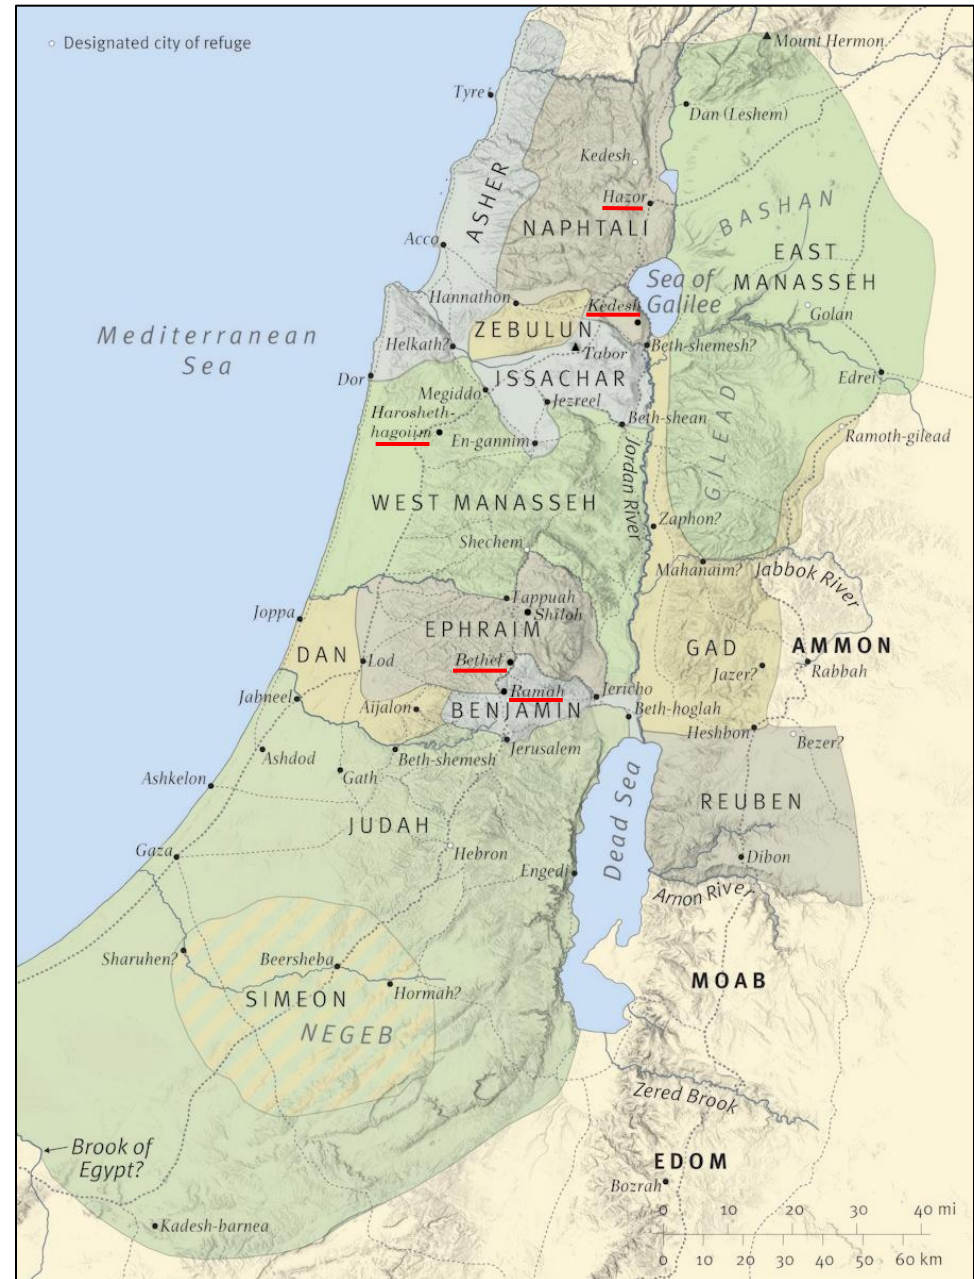 Designated city of refuge
Mount Hermon
Tyre
Dan (Leshem)
Kedesh
Hazor
ASHER
NAPHTALI
BASHAN
Acco
EAST
MANASSEH
Sea of
Galilee
Hannathon
Kedesh
Golan
ZEBULUN
Mediterranean
Sea
Helkath?
Tabor
Beth-shemesh?
ISSACHAR
Dor
Megiddo
Jezreel
Edrei
Harosheth-
hagoiim
En-gannim
Beth-shean
Jordan River
GILEAD
Ramoth-gilead
WEST MANASSEH
Zaphon?
Shechem
Mahanaim?
Jabbok River
Joppa
Tappuah
Shiloh
EPHRAIM
DAN
Lod
Bethel
GAD
AMMON
Jazer?
Rabbah
Jabneel
Ramah
Jericho
Aijalon
BENJAMIN
Beth-hoglah
Heshbon
Bezer?
Ashdod
Beth-shemesh
Jerusalem
Ashkelon
Gath
Dead Sea
REUBEN
JUDAH
Gaza
Hebron
Dibon
Engedi
Arnon River
Sharuhen?
Beersheba
MOAB
SIMEON
Hormah?
NEGEB
Zered Brook
Brook of
Egypt?
EDOM
Bozrah
Kadesh-barnea
0 20 40 mi
0 10 20 30 40 50 60 km